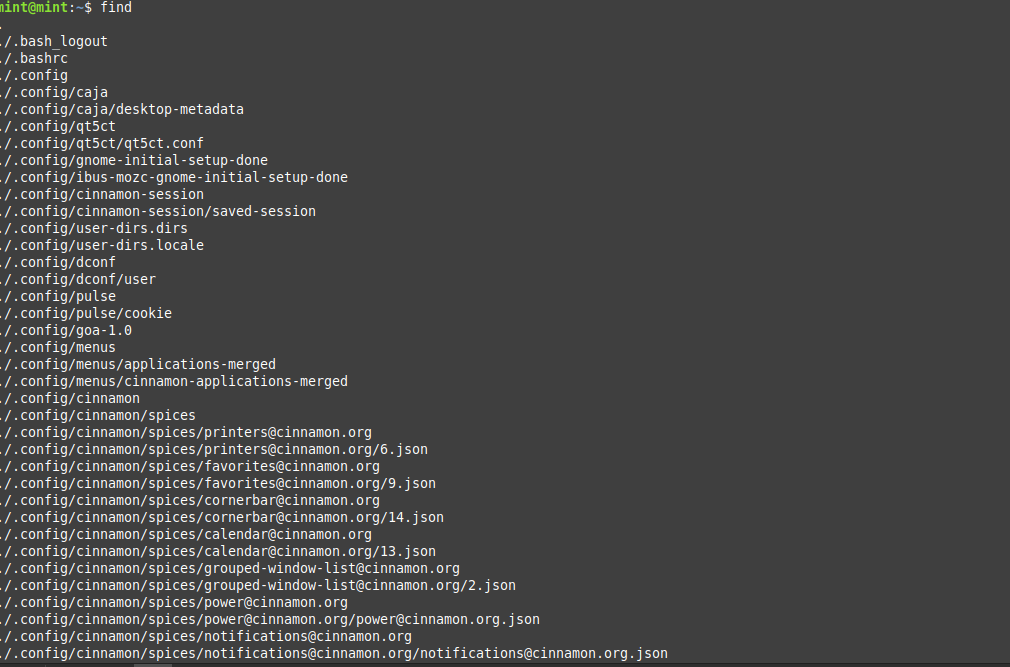 mint@mint:~$ find
.
./.bash_logout
./.bashrc
./.config
./.config/caja
./.config/caja/desktop-metadata
./.config/qt5ct
./.config/qt5ct/qt5ct.conf
./.config/gnome-initial-setup-done
./.config/ibus-mozc-gnome-initial-setup-done
./.config/cinnamon-session
./.config/cinnamon-session/saved-session
./.config/user-dirs.dirs
./.config/user-dirs.locale
./.config/dconf
./.config/dconf/user
./.config/pulse
./.config/pulse/cookie
./.config/goa-1.0
./.config/menus
./.config/menus/applications-merged
./.config/menus/cinnamon-applications-merged
./.config/cinnamon
./.config/cinnamon/spices
./.config/cinnamon/spices/printers@cinnamon.org
./.config/cinnamon/spices/printers@cinnamon.org/6.json
./.config/cinnamon/spices/favorites@cinnamon.org
./.config/cinnamon/spices/favorites@cinnamon.org/9.json
./.config/cinnamon/spices/cornerbar@cinnamon.org
./.config/cinnamon/spices/cornerbar@cinnamon.org/14.json
./.config/cinnamon/spices/calendar@cinnamon.org
./.config/cinnamon/spices/calendar@cinnamon.org/13.json
./.config/cinnamon/spices/grouped-window-list@cinnamon.org
./.config/cinnamon/spices/grouped-window-list@cinnamon.org/2.json
./.config/cinnamon/spices/power@cinnamon.org
./.config/cinnamon/spices/power@cinnamon.org/power@cinnamon.org.json
./.config/cinnamon/spices/notifications@cinnamon.org
./.config/cinnamon/spices/notifications@cinnamon.org/notifications@cinnamon.org.json